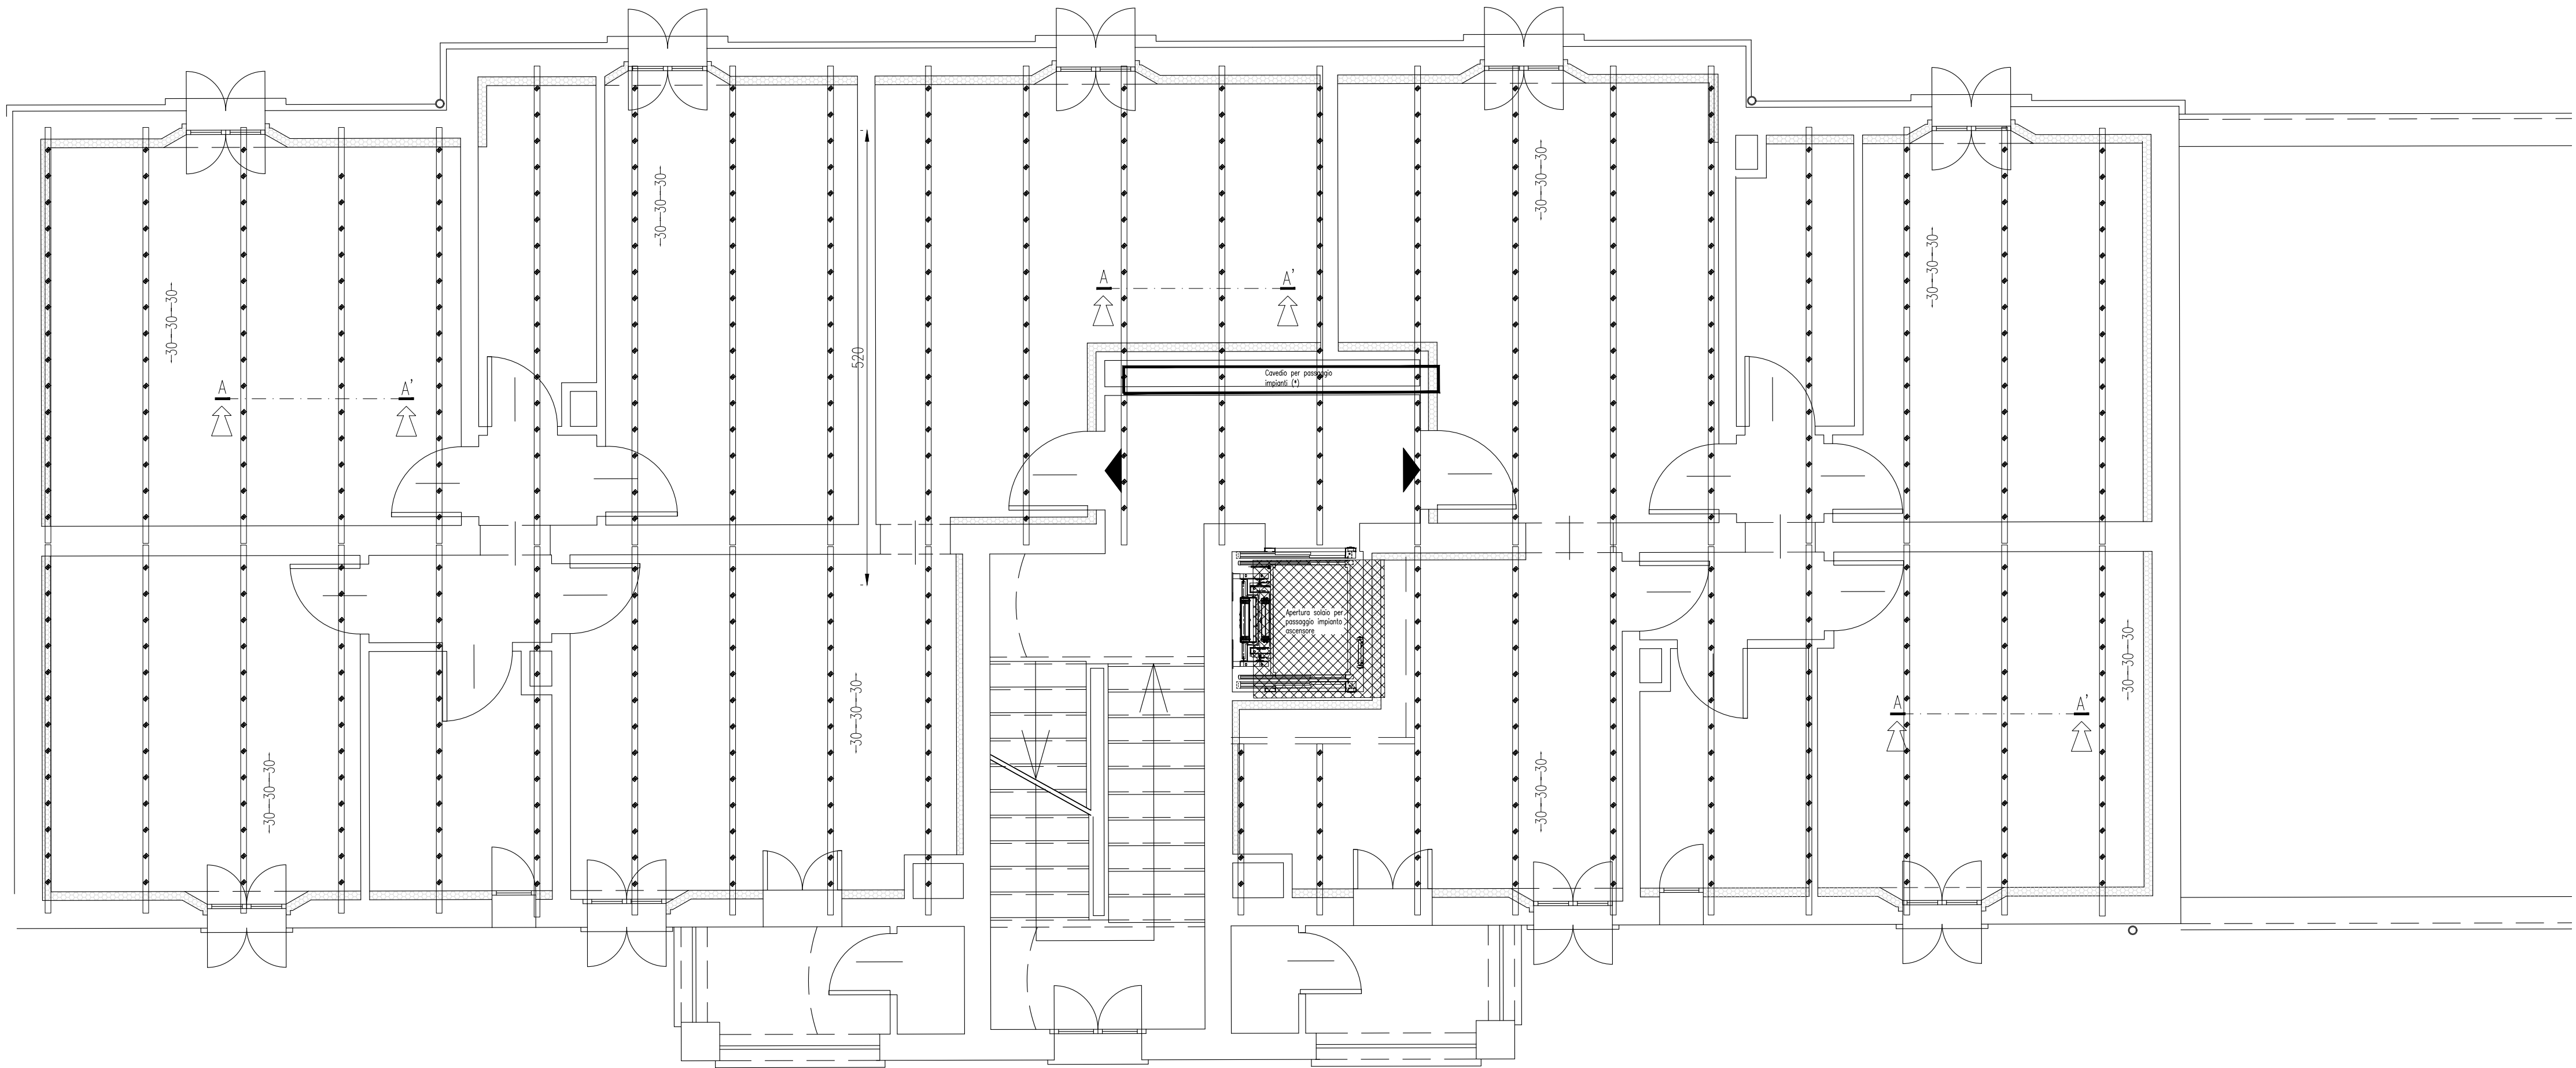 -30-30-30-
-30-30-30-
-30-30-30-
-30-30-30-
A A'
520
A A'
Cavedio per passaggio
impianti (*)
Apertura solaio per
passaggio impianto
ascensore
-30-30-30-
-30-30-30-
A A'
-30-30-30-
-30-30-30-